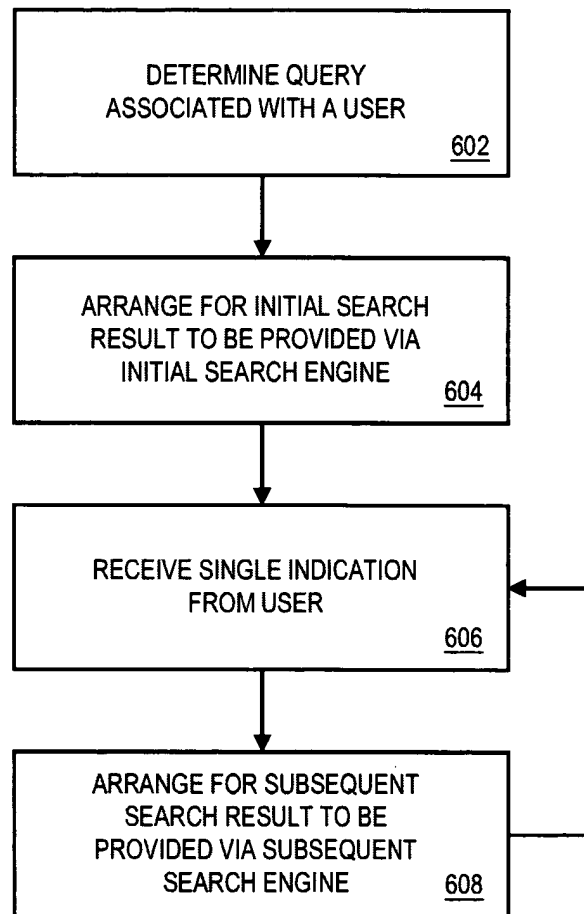 DETERMINE QUERY
ASSOCIATED WITH A USER
602
ARRANGE FOR INITIAL SEARCH
RESULT TO BE PROVIDED VIA
INITIAL SEARCH ENGINE
604
RECEIVE SINGLE INDICATION
FROM USER
606
ARRANGE FOR SUBSEQUENT
SEARCH RESULT TO BE
PROVIDED VIA SUBSEQUENT
SEARCH ENGINE
608